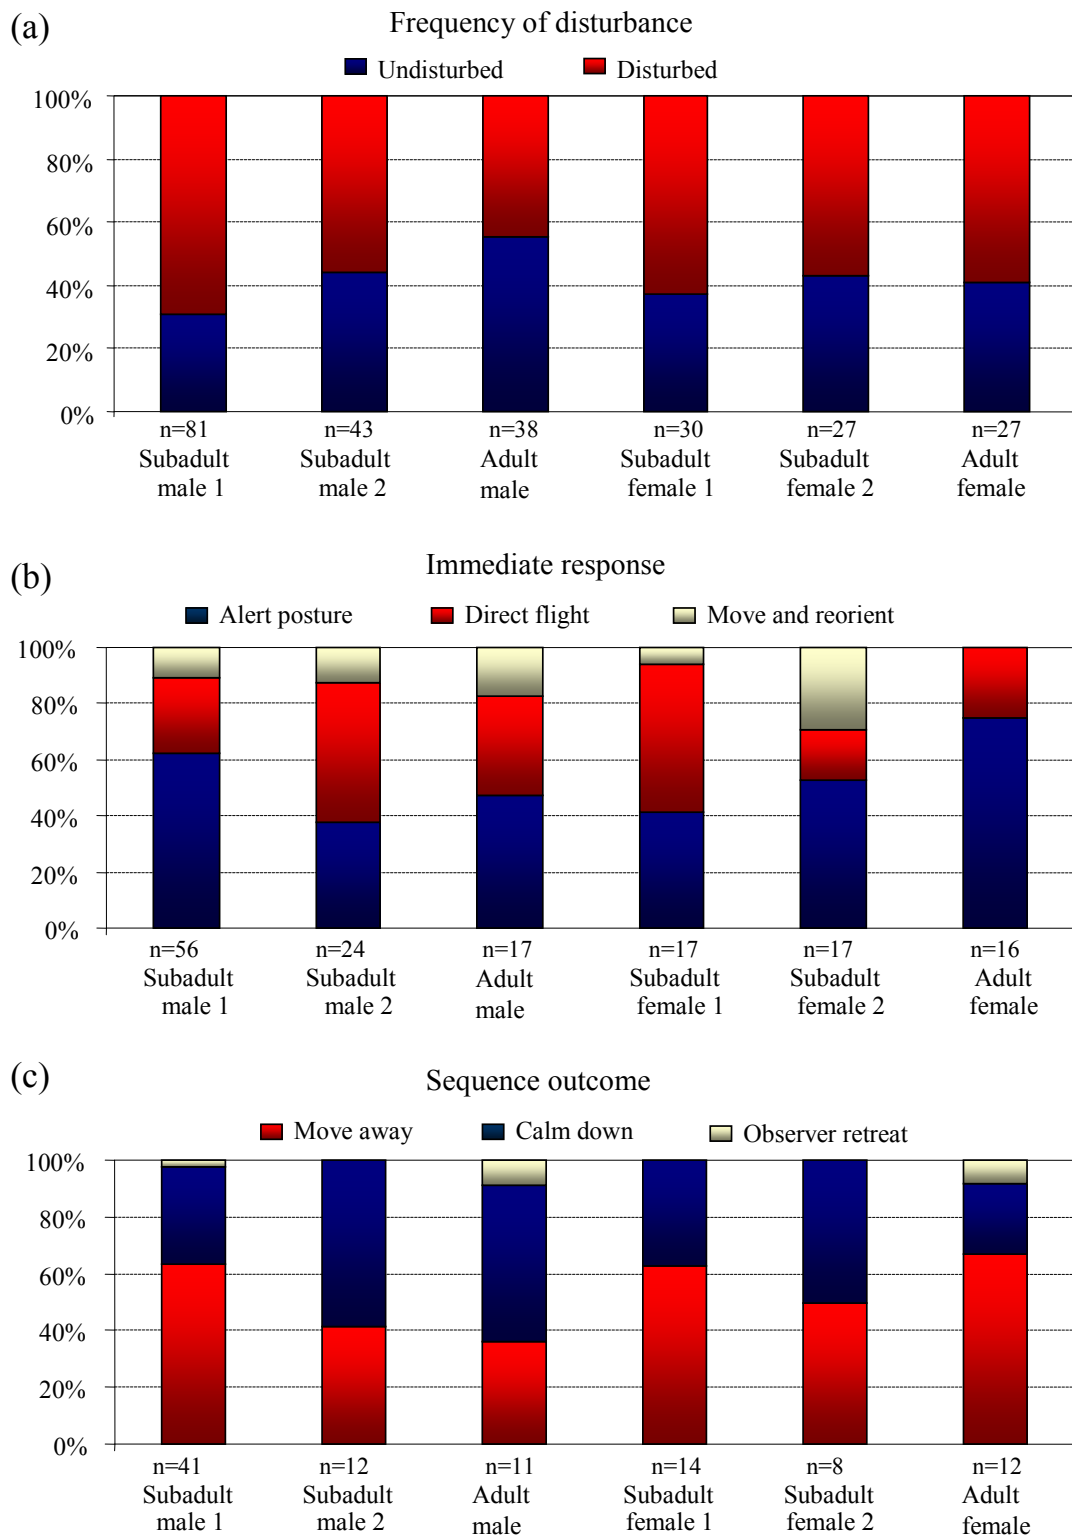 (a)
Frequency of disturbance
Undisturbed Disturbed
100%
80%
60%
40%
20%
0%
n=81 n=43 n=38 n=30 n=27 n=27
Subadult Subadult Adult Subadult Subadult Adult
male 1 male 2 male female 1 female 2 female
(b)
Immediate response
Alert posture Direct flight Move and reorient
100%
80%
60%
40%
20%
0%
n=56 n=24 n=17 n=17 n=17 n=16
Subadult Subadult Adult Subadult Subadult Adult
male 1 male 2 male female 1 female 2 female
(c)
Sequence outcome
Move away Calm down Observer retreat
100%
80%
60%
40%
20%
0%
n=41 n=12 n=11 n=14 n=8 n=12
Subadult Subadult Adult Subadult Subadult Adult
male 1 male 2 male female 1 female 2 female